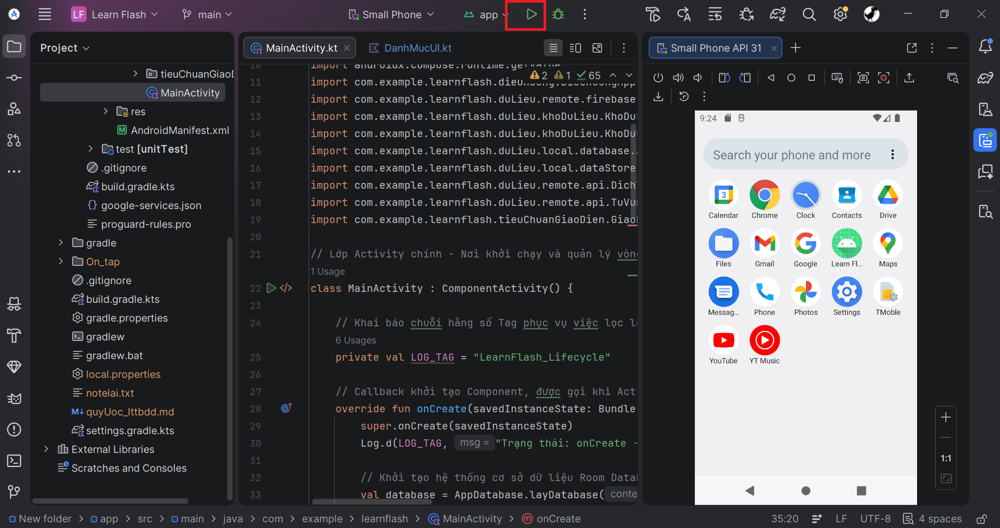 LF Learn Flash main Small Phone app
Project
tieuChuanGiaoD
MainActivity
res
AndroidManifest.xml
test [unitTest]
.gitignore
build.gradle.kts
google-services.json
proguard-rules.pro
gradle
On_tap
.gitignore
build.gradle.kts
gradle.properties
gradlew
gradlew.bat
local.properties
notelai.txt
quyUoc_lttbdd.md
settings.gradle.kts
External Libraries
Scratches and Consoles
MainActivity.kt DanhMucUI.kt
2 1 65
10 import androidx.compose.runtime.getValue
11 import com.example.learnflash.dieuHuong.DieuHuongApp
12 import com.example.learnflash.duLieu.remote.firebase.
13 import com.example.learnflash.duLieu.khoDuLieu.KhoDu
14 import com.example.learnflash.duLieu.khoDuLieu.KhoDu
15 import com.example.learnflash.duLieu.local.database.A
16 import com.example.learnflash.duLieu.local.dataStore
17 import com.example.learnflash.duLieu.remote.api.Dich
18 import com.example.learnflash.duLieu.remote.api.TuVu
19 import com.example.learnflash.tieuChuanGiaoDien.Giao
20
21 // Lớp Activity chính - Nơi khởi chạy và quản lý vòng
1 Usage
22 class MainActivity : ComponentActivity() {
23
24 // Khai báo chuỗi hằng số Tag phục vụ việc lọc l
6 Usages
25 private val LOG_TAG = "LearnFlash_Lifecycle"
26
27 // Callback khởi tạo Component, được gọi khi Acti
28 override fun onCreate(savedInstanceState: Bundle
29 super.onCreate(savedInstanceState)
30 Log.d(LOG_TAG, msg = "Trạng thái: onCreate -
31
32 // Khởi tạo hệ thống cơ sở dữ liệu Room Datab
33 val database = AppDatabase.layDatabase( conte
Small Phone API 31
9:24
Search your phone and more
3
Calendar Chrome Clock Contacts Drive
Files Gmail Google Learn Fl... Maps
Messag... Phone Photos Settings TMoble
YouTube YT Music
1:1
New folder app src main java com example learnflash MainActivity onCreate
35:20 LF UTF-8 4 spaces